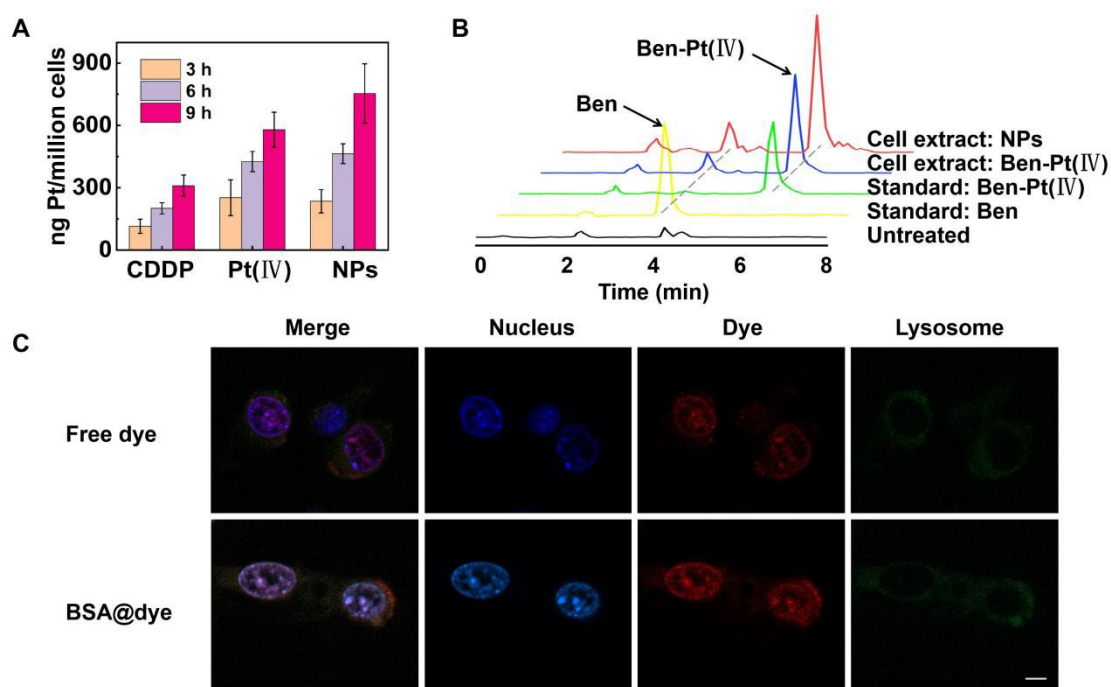 A
ng Pt/million cells
900
600
300
0
3 h
6 h
9 h
CDDP Pt(Ⅳ) NPs
B
Ben-Pt(Ⅳ)
Ben
Cell extract: NPs
Cell extract: Ben-Pt(Ⅳ)
Standard: Ben-Pt(Ⅳ)
Standard: Ben
Untreated
0 2 4 6 8
Time (min)
C
Merge Nucleus Dye Lysosome
Free dye
BSA@dye